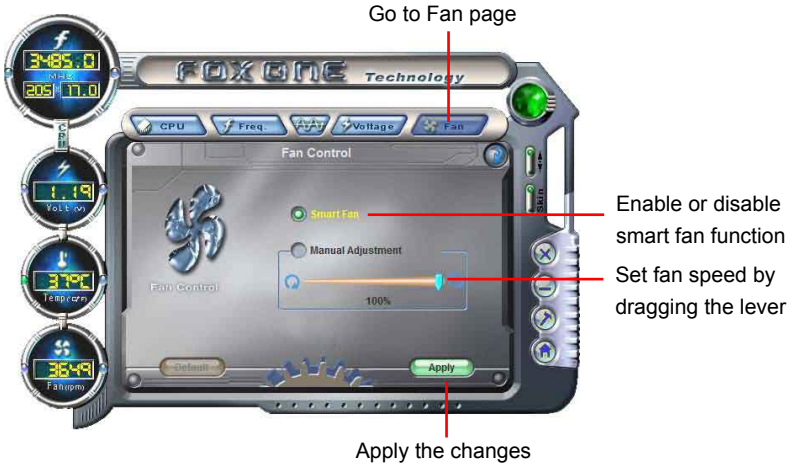 Go to Fan page
3485.0
MHz
205 * 17.0
CPU
1.19
Volt (v)
37°C
Temp(c/f)
3649
Fan(rpm)
FOX ONE Technology
CPU
Freq.
Voltage
Fan
Fan Control
Smart Fan
Manual Adjustment
100%
Fan Control
Default
Apply
Skin
Enable or disable
smart fan function
Set fan speed by
dragging the lever
Apply the changes